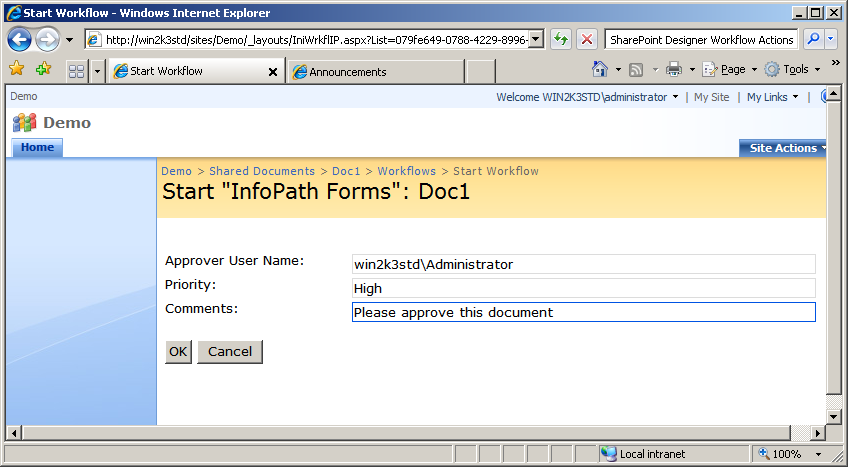 Start Workflow - Windows Internet Explorer
http://win2k3std/sites/Demo/_layouts/IniWrkflIP.aspx?List=079fe649-0788-4229-8996-
SharePoint Designer Workflow Actions
Start Workflow
Announcements
Page
Tools
Demo
Welcome WIN2K3STD\administrator | My Site | My Links |
Demo
Home
Site Actions
Demo > Shared Documents > Doc1 > Workflows > Start Workflow
Start "InfoPath Forms": Doc1
Approver User Name: win2k3std\Administrator
Priority: High
Comments: Please approve this document
OK Cancel
Local intranet 100%